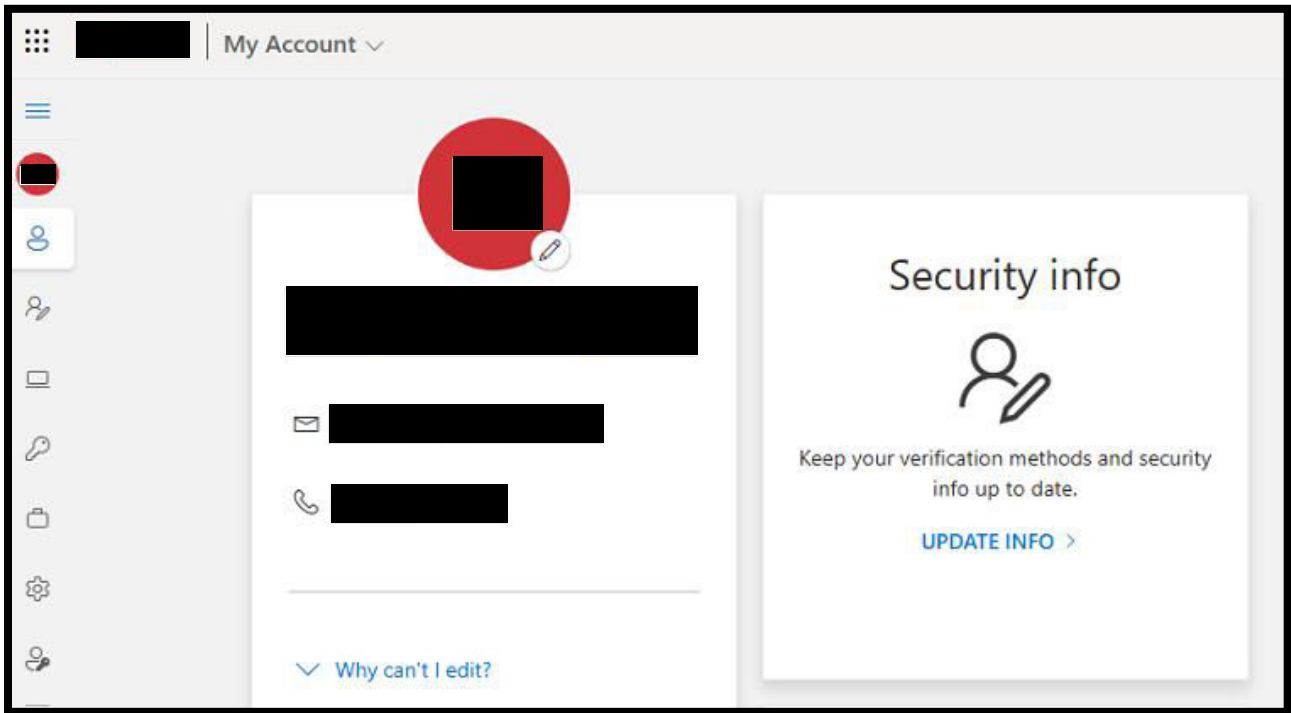 My Account
Security info
Keep your verification methods and security
info up to date.
UPDATE INFO >
Why can't I edit?